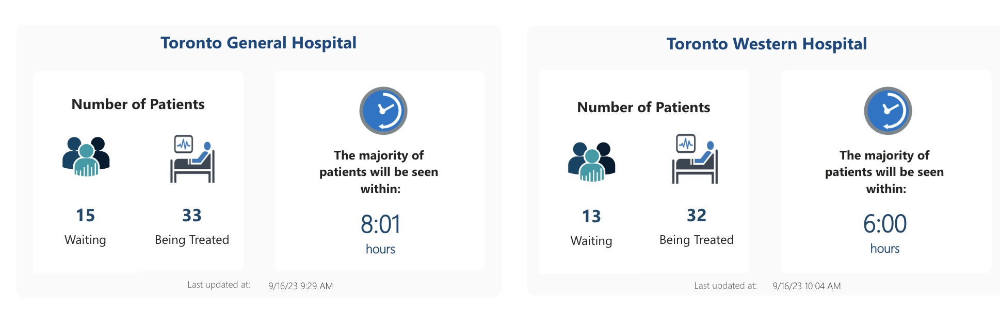 Toronto General Hospital
Number of Patients
15
Waiting
33
Being Treated
The majority of
patients will be seen
within:
8:01
hours
Last updated at: 9/16/23 9:29 AM
Toronto Western Hospital
Number of Patients
13
Waiting
32
Being Treated
The majority of
patients will be seen
within:
6:00
hours
Last updated at: 9/16/23 10:04 AM